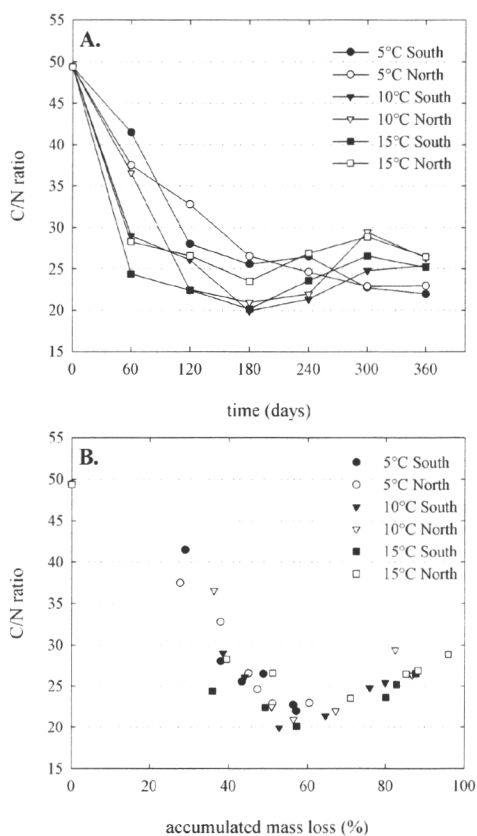 A.
55
50
45
40
35
30
25
20
15
C/N ratio
5°C South
5°C North
10°C South
10°C North
15°C South
15°C North
0 60 120 180 240 300 360
time (days)
B.
55
50
45
40
35
30
25
20
15
C/N ratio
5°C South
5°C North
10°C South
10°C North
15°C South
15°C North
0 20 40 60 80 100
accumulated mass loss (%)